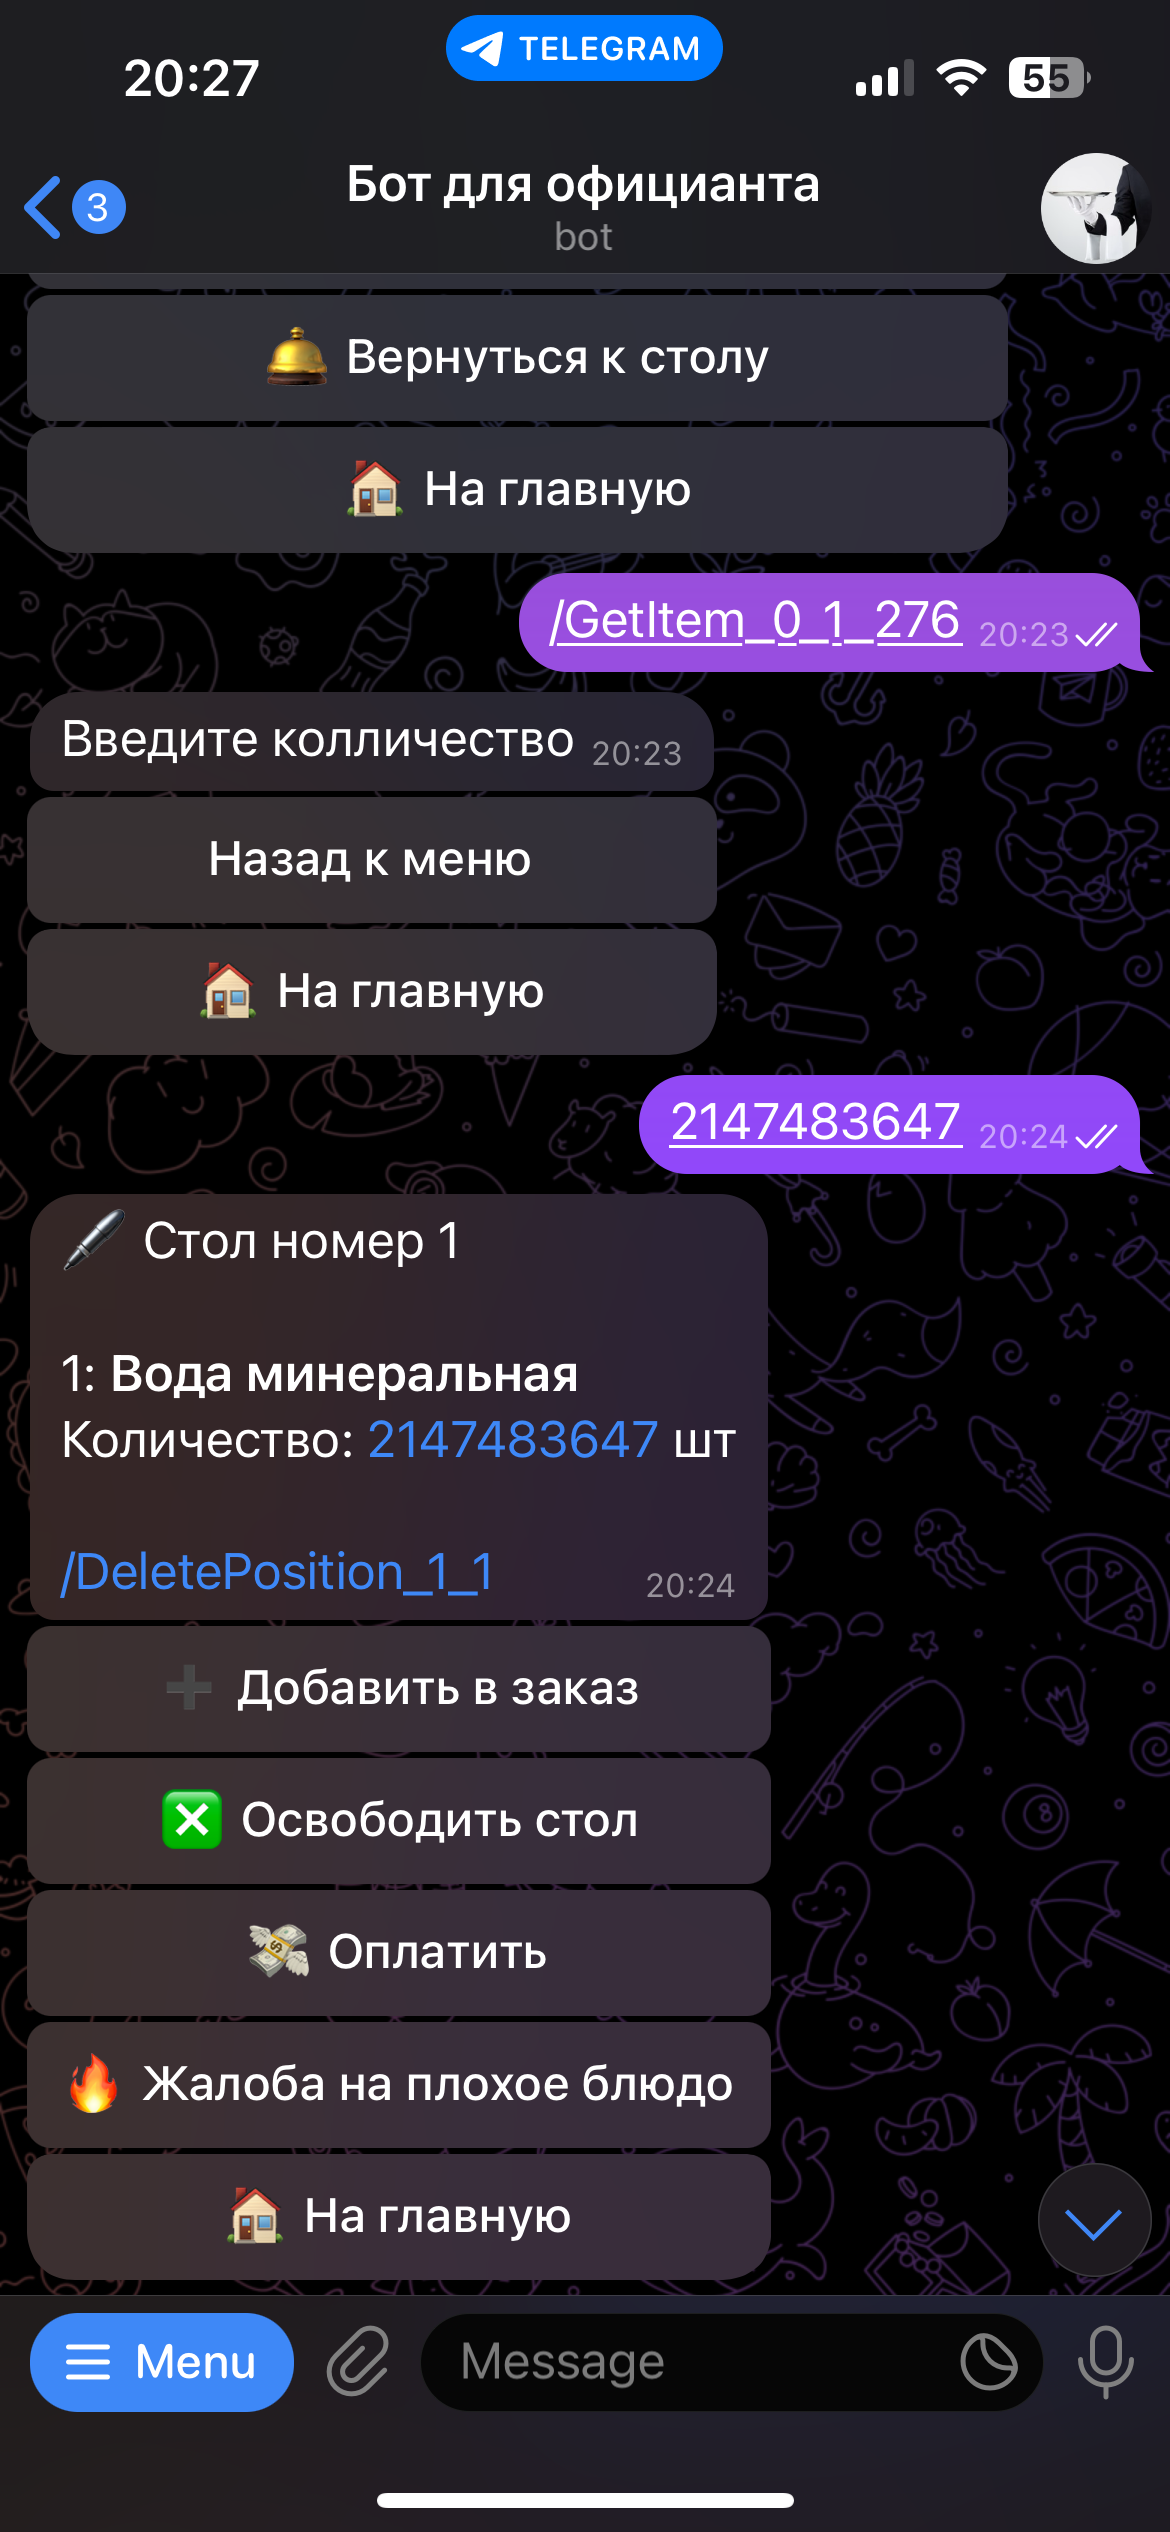 20:27
TELEGRAM
55
3
Бот для официанта
bot
Вернуться к столу
На главную
/GetItem_0_1_276 20:23
Введите колличество 20:23
Назад к меню
На главную
2147483647 20:24
Стол номер 1
1: Вода минеральная
Количество: 2147483647 шт
/DeletePosition_1_1 20:24
Добавить в заказ
Освободить стол
Оплатить
Жалоба на плохое блюдо
На главную
Menu
Message